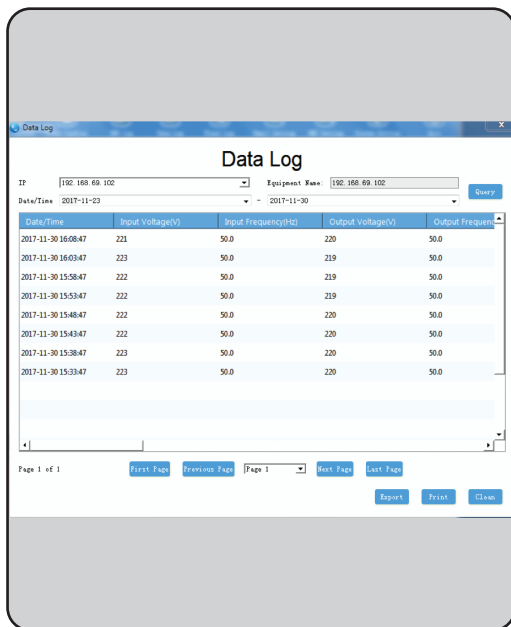 Data Log
x
Data Log
IP 192.168.69.102 Equipment Name: 192.168.69.102
Query
Date/Time 2017-11-23 - 2017-11-30
Date/Time Input Voltage(V) Input Frequency(Hz) Output Voltage(V) Output Frequenc
2017-11-30 16:08:47 221 50.0 220 50.0
2017-11-30 16:03:47 223 50.0 219 50.0
2017-11-30 15:58:47 222 50.0 219 50.0
2017-11-30 15:53:47 222 50.0 219 50.0
2017-11-30 15:48:47 222 50.0 220 50.0
2017-11-30 15:43:47 222 50.0 220 50.0
2017-11-30 15:38:47 223 50.0 220 50.0
2017-11-30 15:33:47 223 50.0 220 50.0
Page 1 of 1 First Page Previous Page Page 1 Next Page Last Page
Export Print Clean